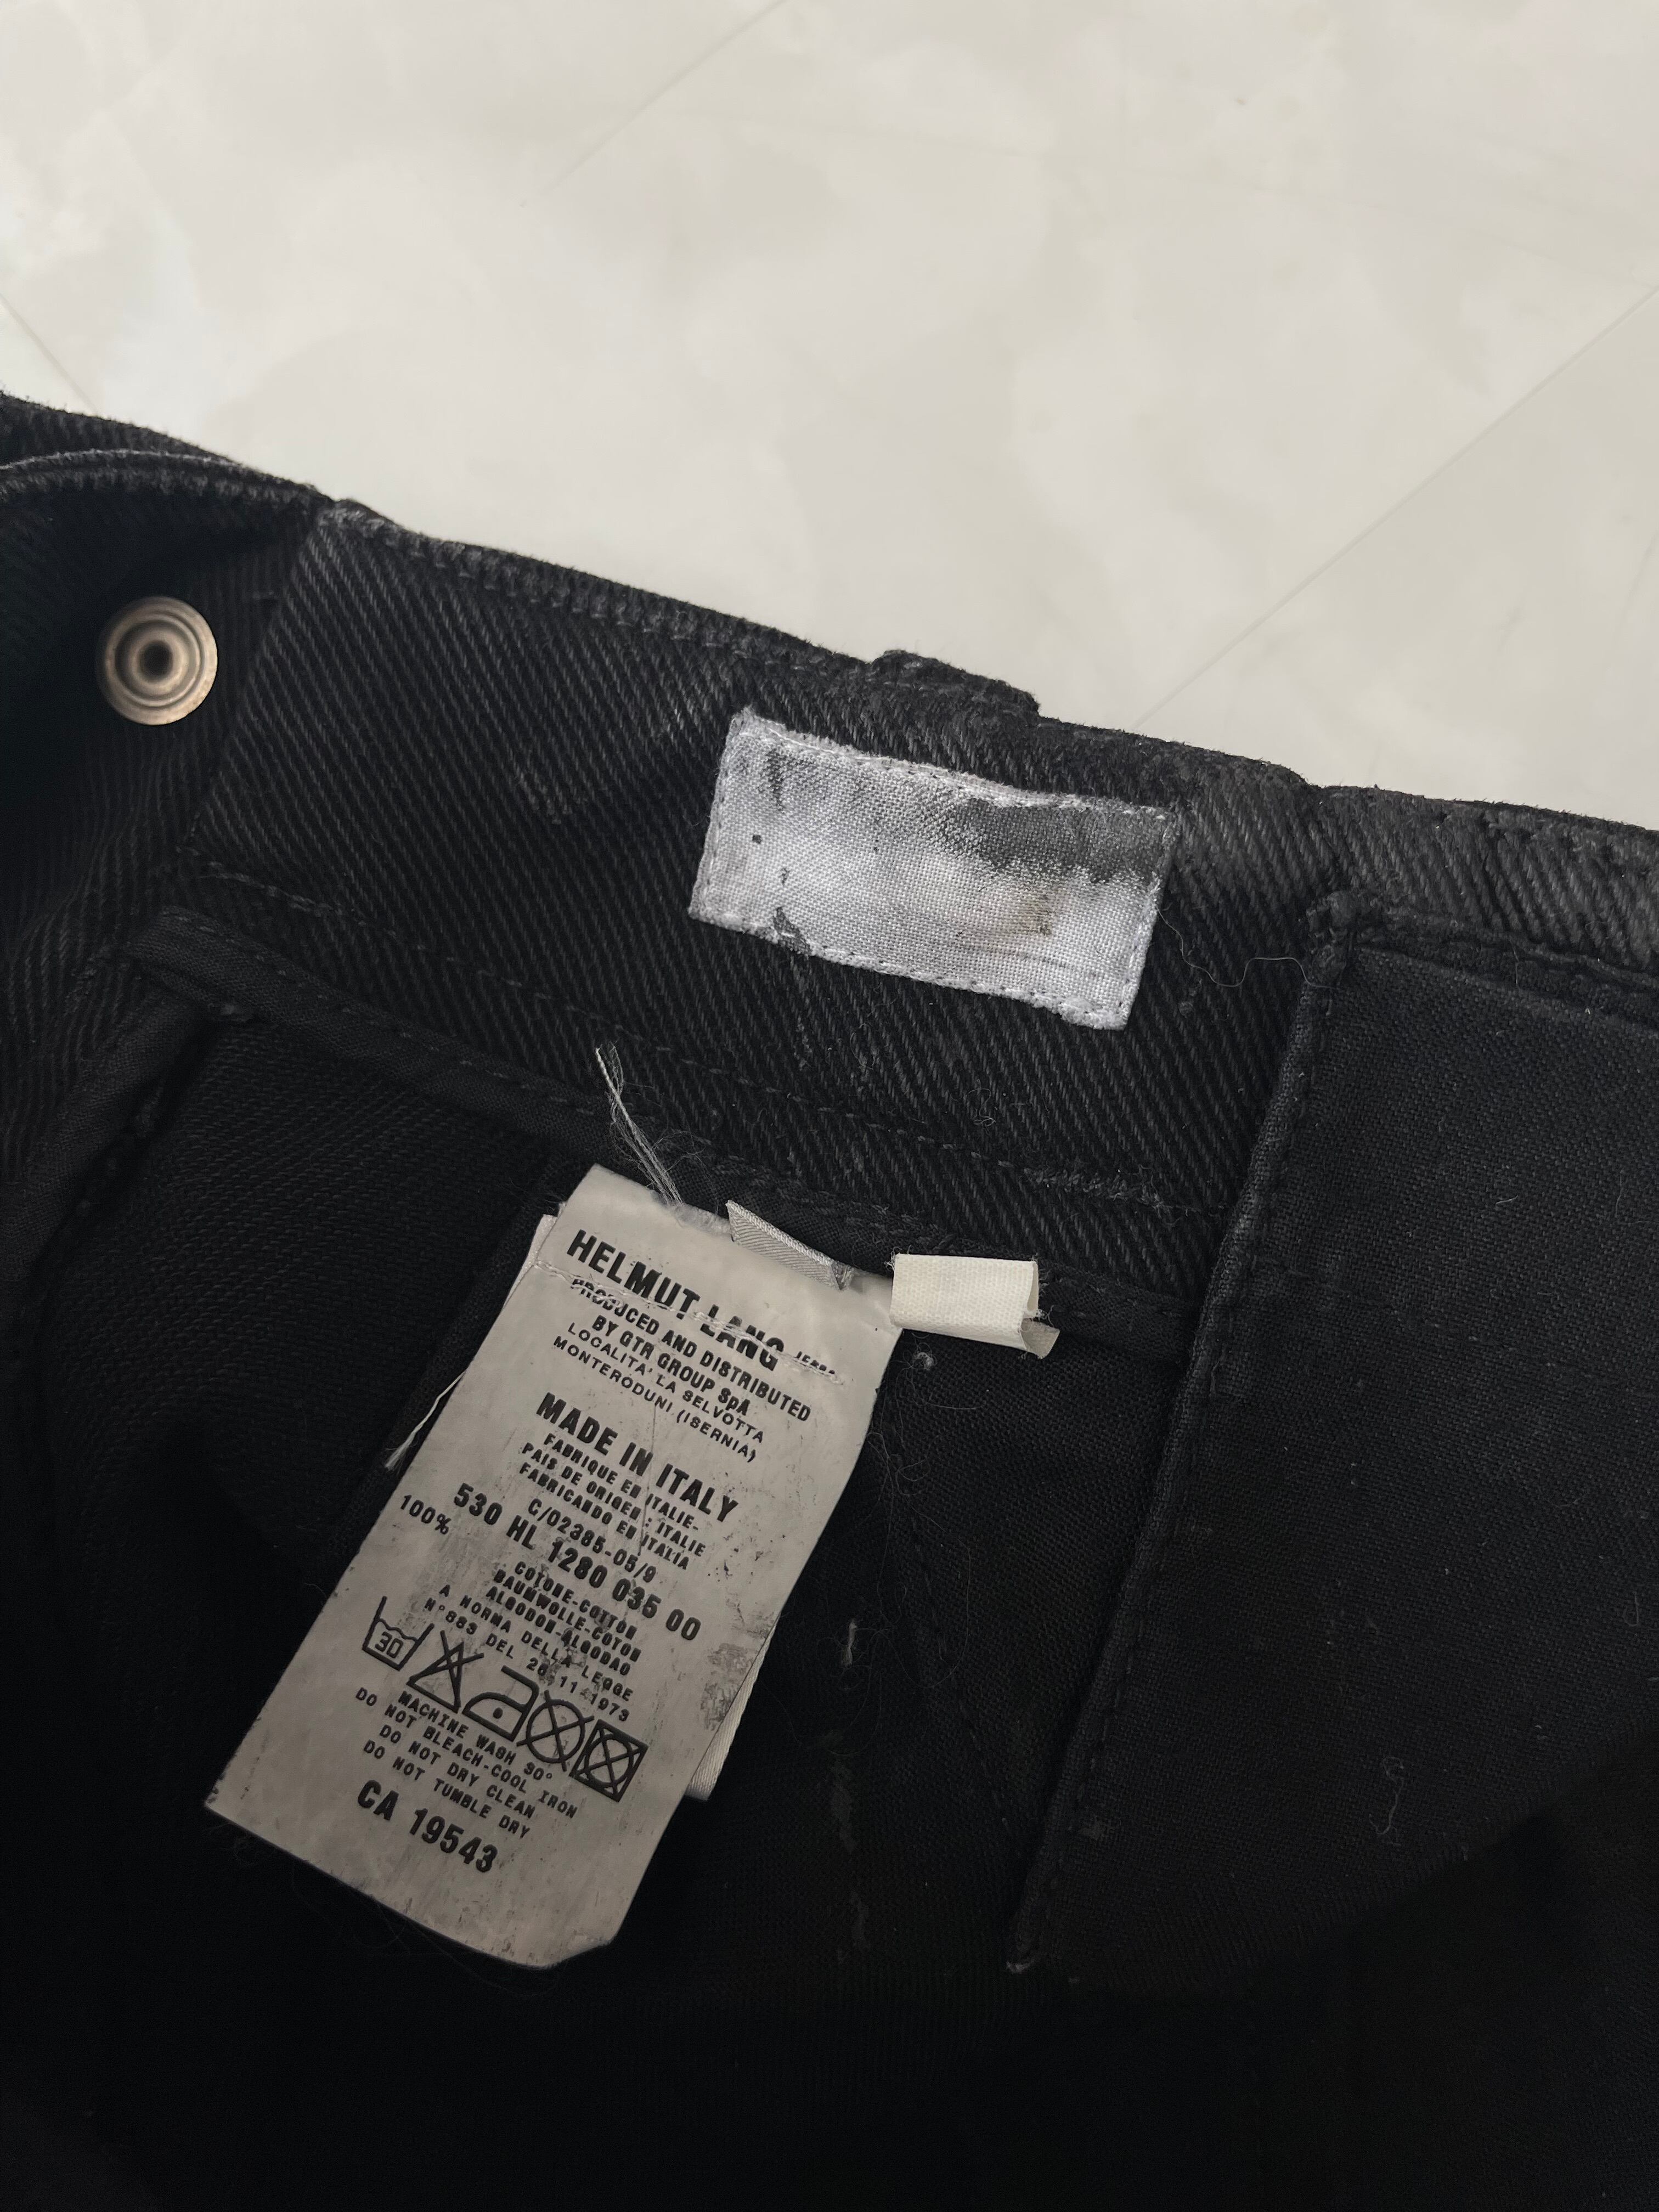 HELMUT LANG JEANS
PRODUCED AND DISTRIBUTED
BY GTR GROUP SpA
LOCALITA' LA SELVOTTA
MONTERODUNI (ISERNIA)
MADE IN ITALY
FABRIQUE EN ITALIE-
PAIS DE ORIGEN: ITALIE
FABRICANDO EN ITALIA
C/02385-05/9
530 HL 1280 035 00
100% COTONE-COTTON
BAUMWOLLE-COTON
ALGODON-ALGODAO
A NORMA DELLA LEGGE
N°883 DEL 26-11-1973
30
MACHINE WASH 30°
DO NOT BLEACH-COOL IRON
DO NOT DRY CLEAN
DO NOT TUMBLE DRY
CA 19543